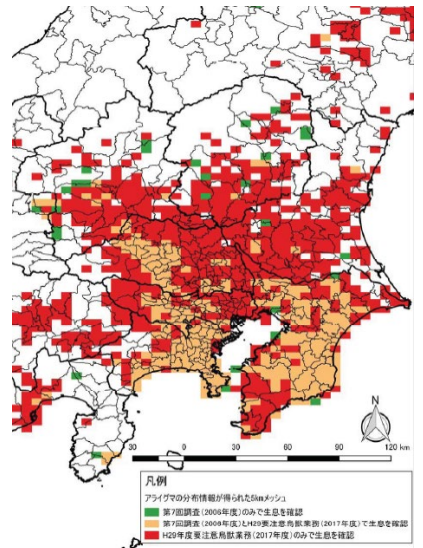 N
30 0 30 60 90 120 km
凡例
アライグマの分布情報が得られた5kmメッシュ
第7回調査(2006年度)のみで生息を確認
第7回調査(2006年度)とH29要注意鳥獣業務(2017年度)で生息を確認
H29年度要注意鳥獣業務(2017年度)のみで生息を確認